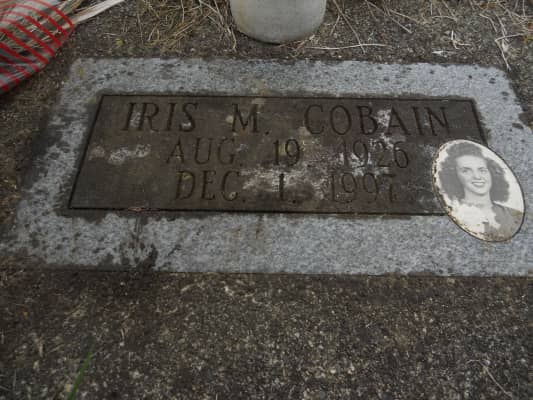 IRIS M. COBAIN
AUG. 19, 1926
DEC. 1, 1997